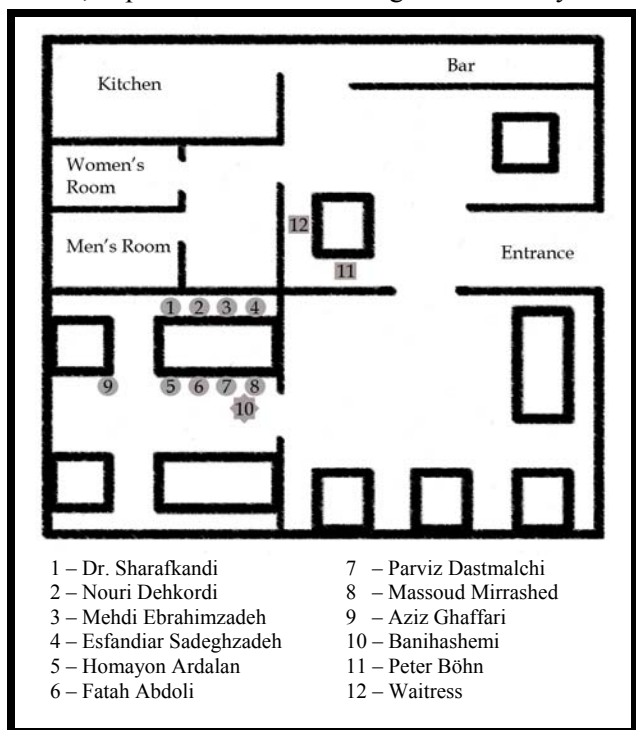 Kitchen
Bar
Women's
Room
Men's Room
Entrance
12
11
1 2 3 4
9 5 6 7 8
10
1 – Dr. Sharafkandi
2 – Nouri Dehkordi
3 – Mehdi Ebrahimzadeh
4 – Esfandiar Sadeghzadeh
5 – Homayon Ardalan
6 – Fatah Abdoli
7 – Parviz Dastmalchi
8 – Massoud Mirrashed
9 – Aziz Ghaffari
10 – Banihashemi
11 – Peter Böhn
12 – Waitress